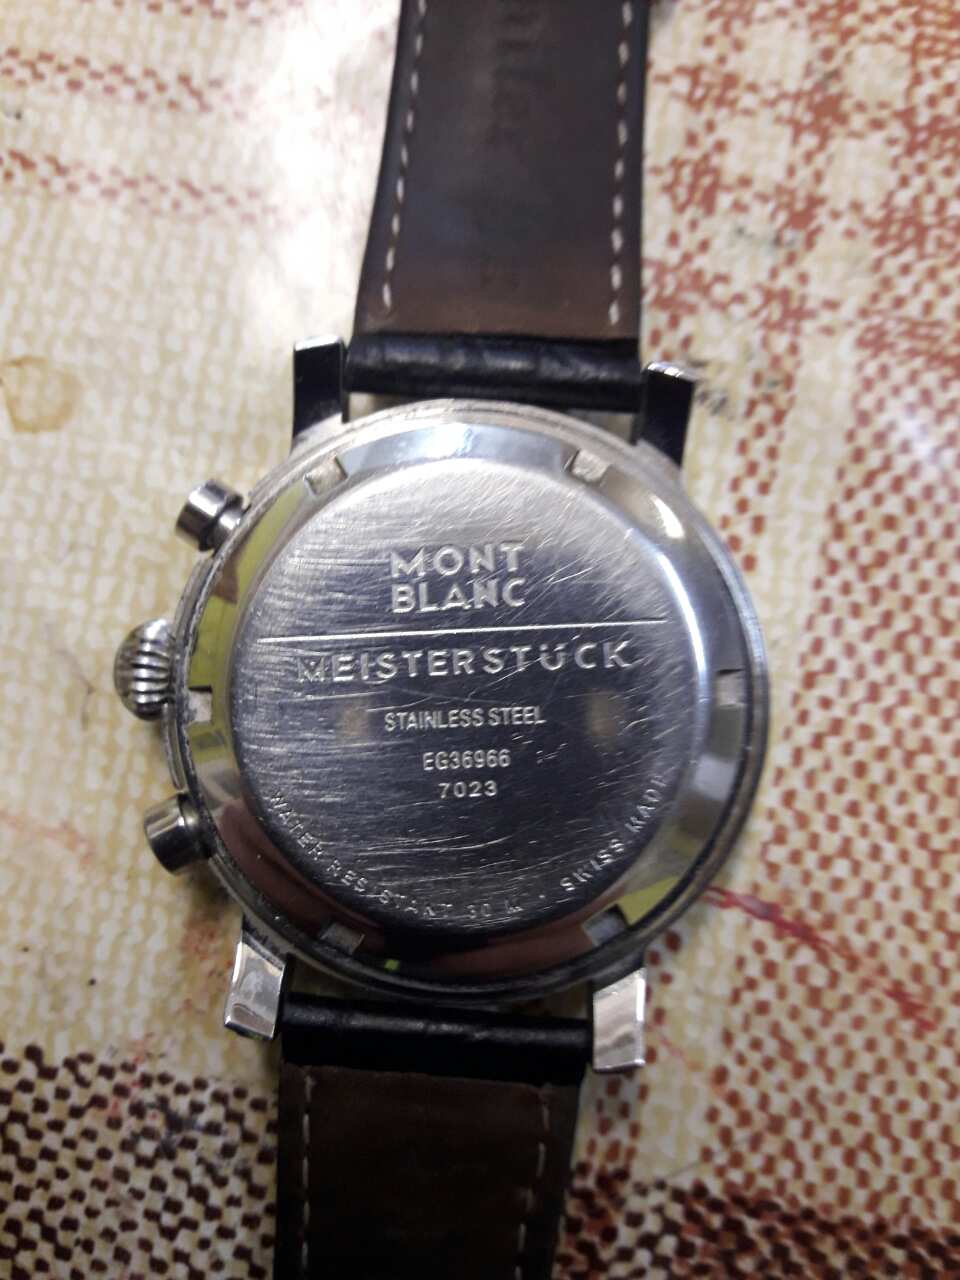 MONT
BLANC
MEISTERSTÜCK
STAINLESS STEEL
EG36966
7023
WATER RESISTANT 30 M . SWISS MADE